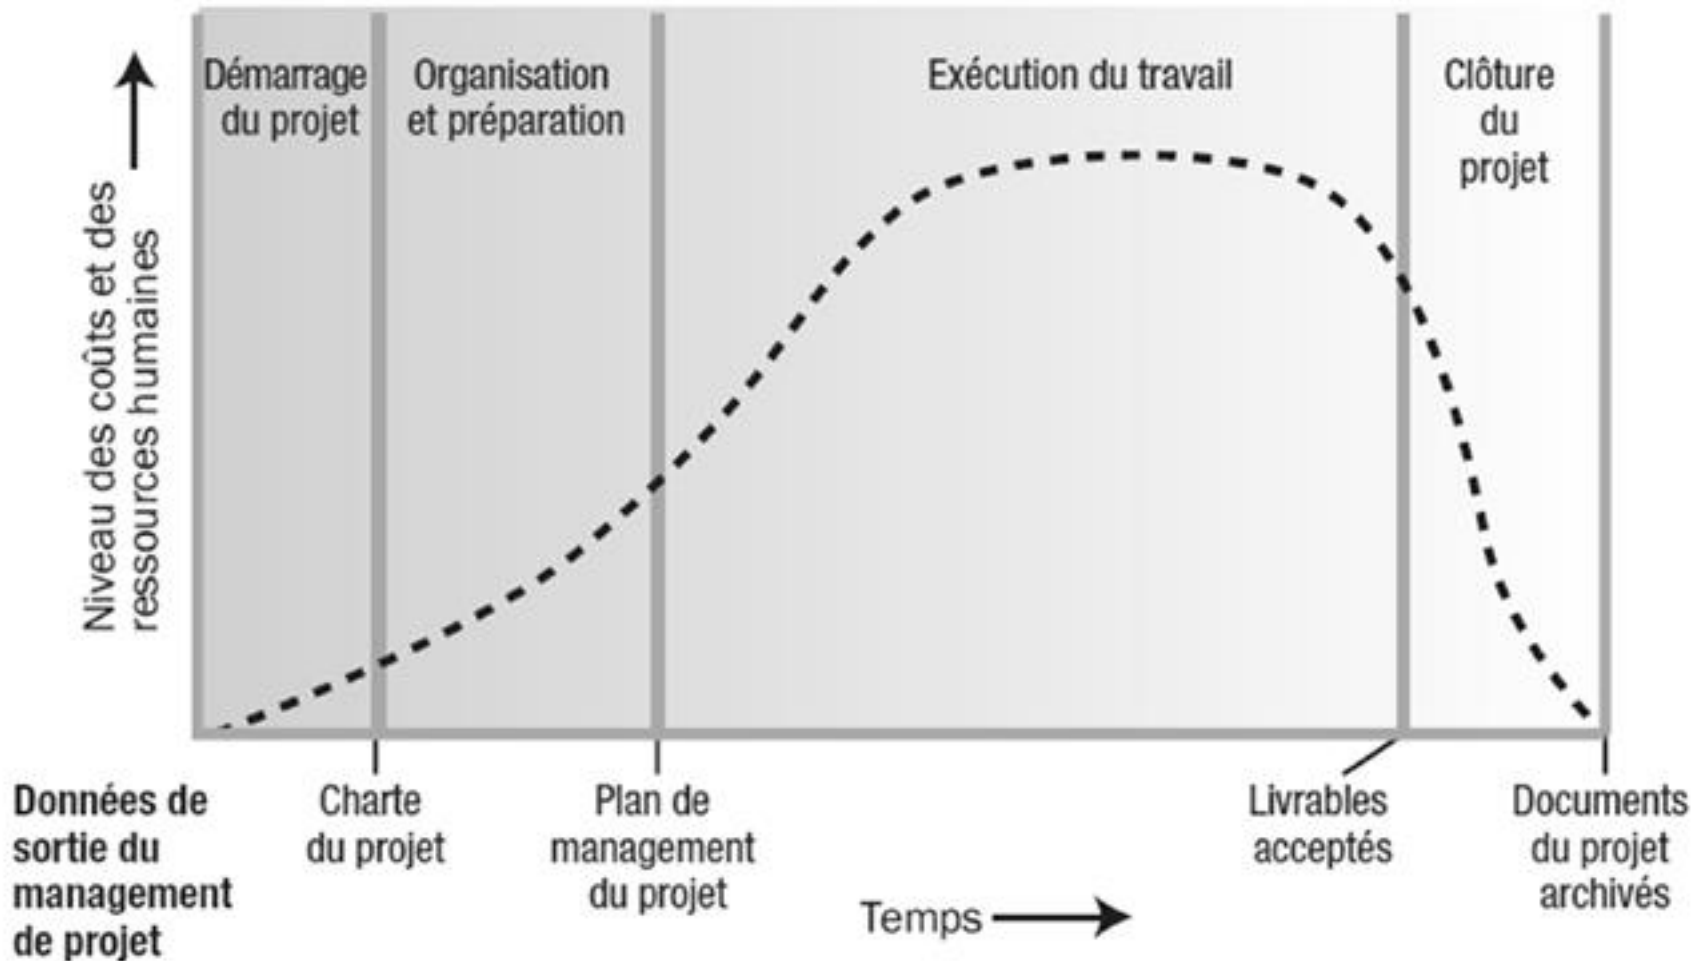 Démarrage
du projet
Organisation
et préparation
Exécution du travail
Clôture
du
projet
Niveau des coûts et des
ressources humaines
Données de
sortie du
management
de projet
Charte
du projet
Plan de
management
du projet
Livrables
acceptés
Documents
du projet
archivés
Temps